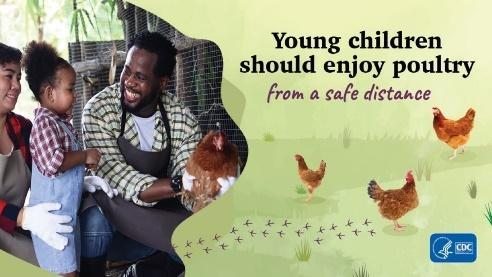 Young children
should enjoy poultry
from a safe distance
CDC